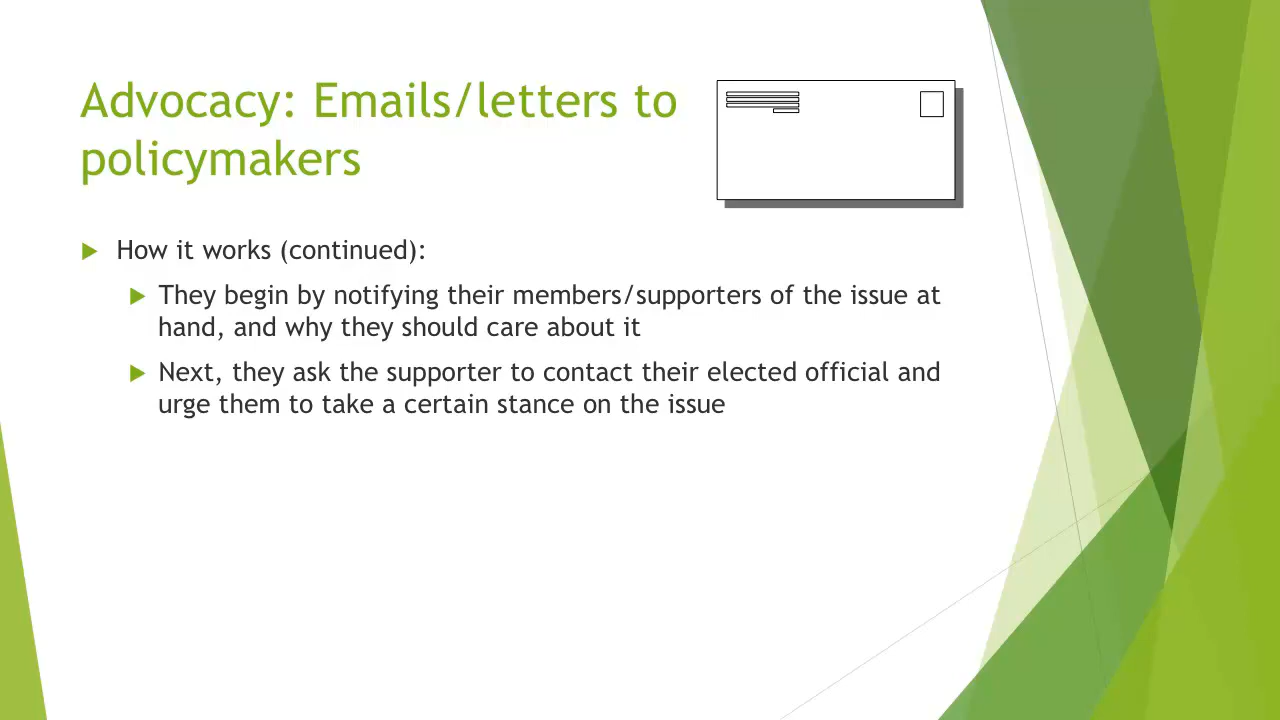 Advocacy: Emails/letters to
policymakers
How it works (continued):
They begin by notifying their members/supporters of the issue at
hand, and why they should care about it
Next, they ask the supporter to contact their elected official and
urge them to take a certain stance on the issue